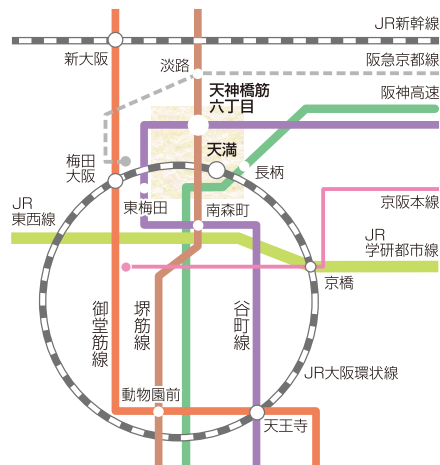 JR新幹線
新大阪
阪急京都線
淡路
天神橋筋
六丁目
阪神高速
天満
梅田
大阪
長柄
東梅田
南森町
京阪本線
JR
東西線
JR
学研都市線
京橋
御堂筋線
堺筋線
谷町線
JR大阪環状線
動物園前
天王寺